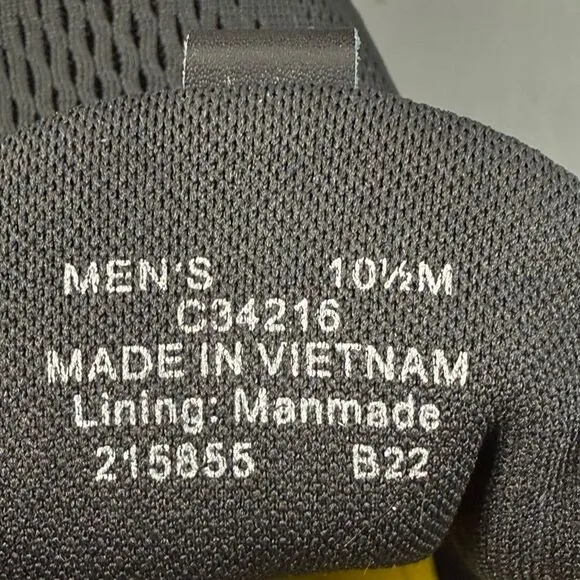 MEN'S 10½M
C34216
MADE IN VIETNAM
Lining: Manmade
215855 B22